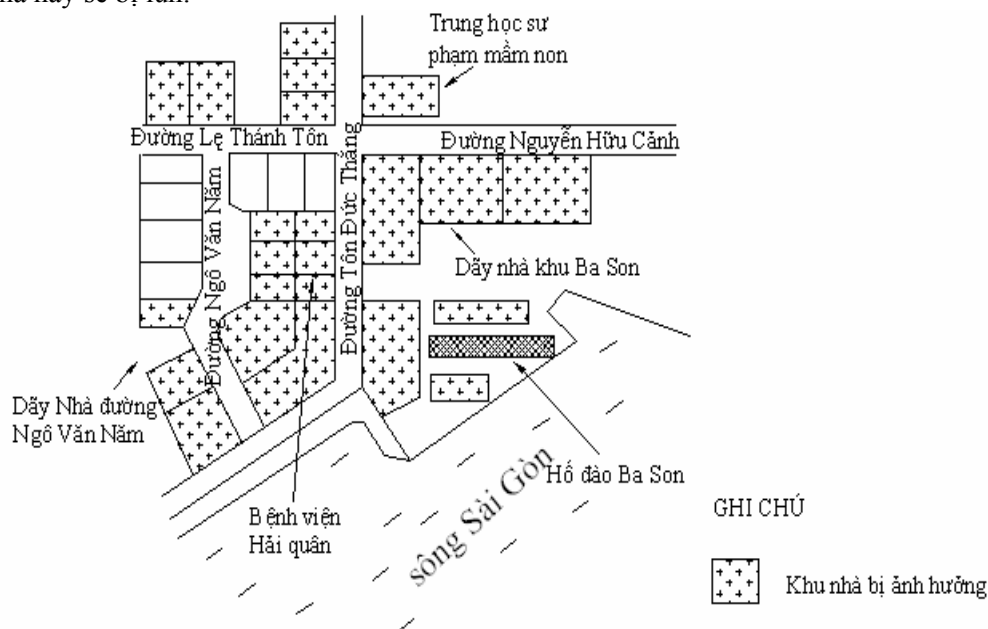 Trung học sư
phạm mầm non
Đường Lẹ Thánh Tôn
Đường Nguyễn Hữu Cảnh
Đường Ngô Văn Năm
Đường Tôn Đức Thắng
Dãy nhà khu Ba Son
Dãy Nhà đường
Ngô Văn Năm
Hố đào Ba Son
sông Sài Gòn
Bệnh viện
Hải quân
GHI CHÚ
Khu nhà bị ảnh hưởng